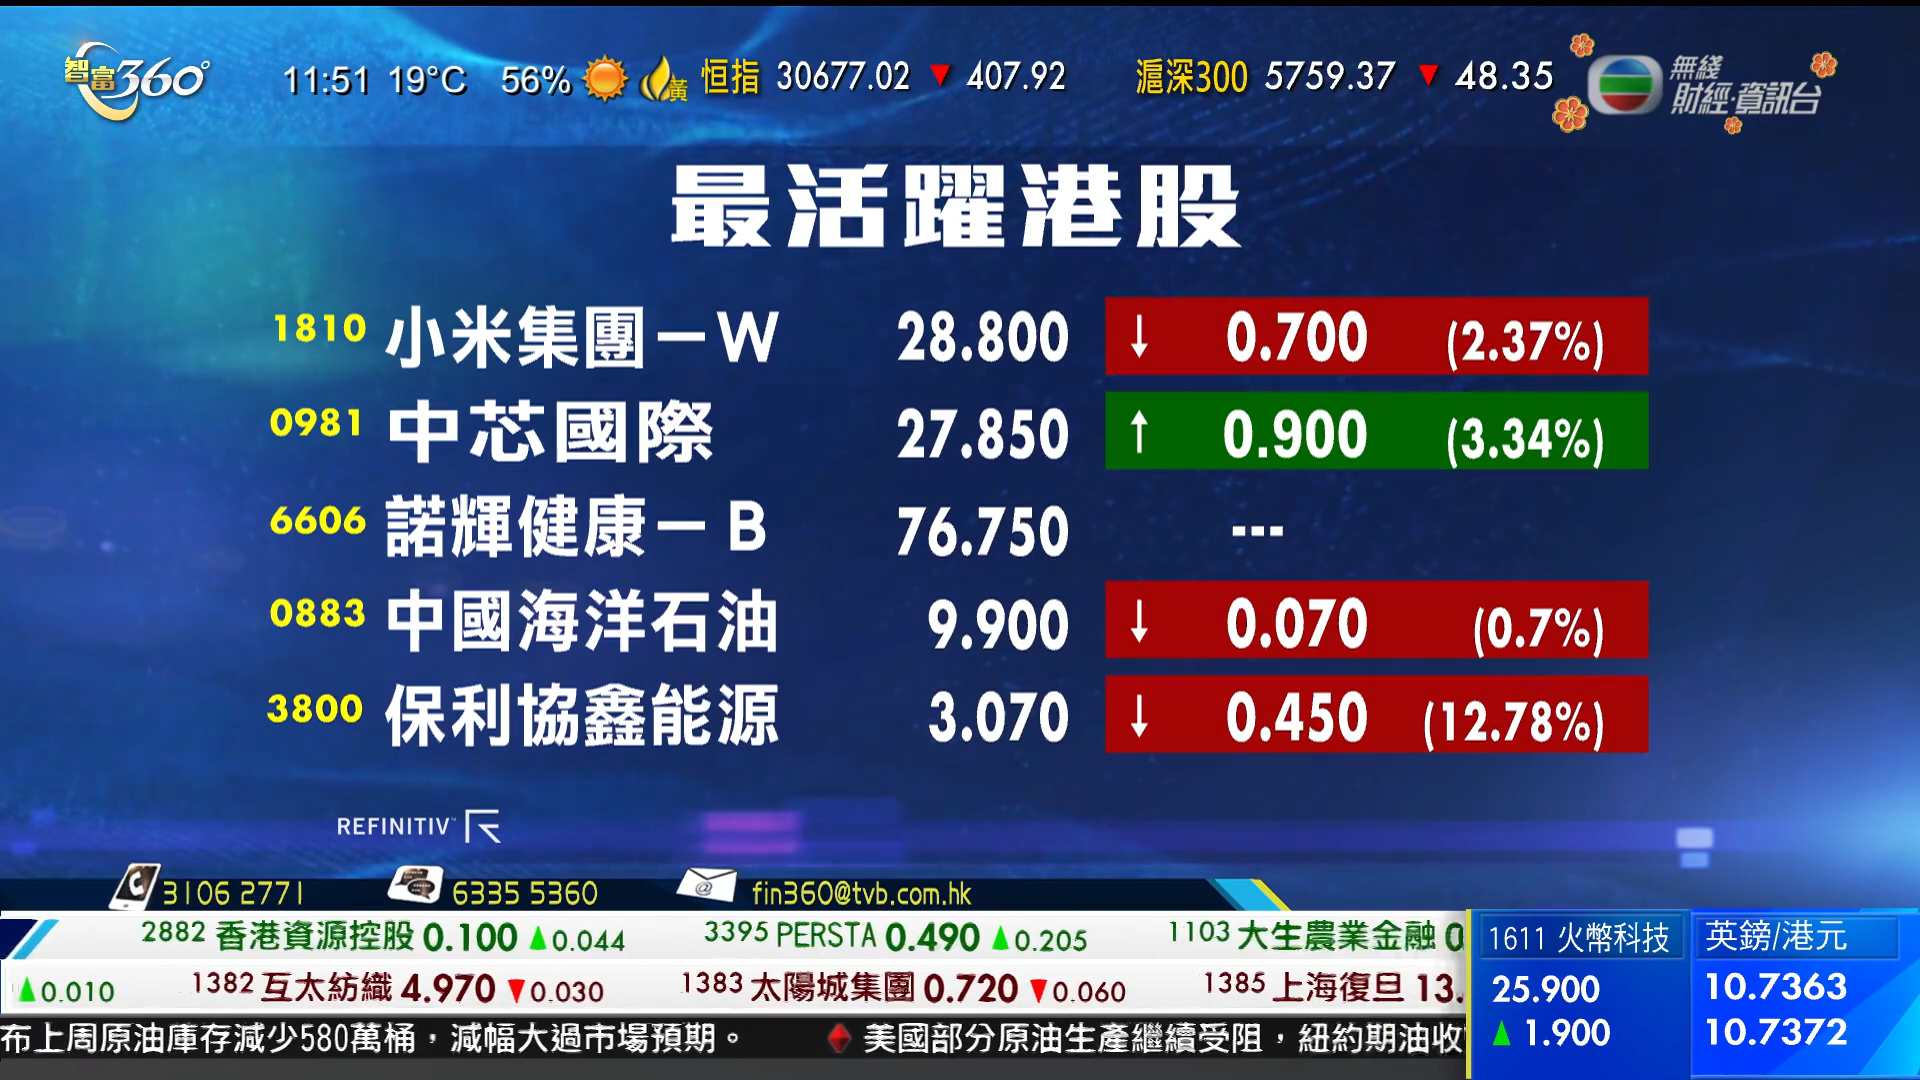 智富360° 11:51 19°C 56% 黃 恒指 30677.02 ▼ 407.92 滬深300 5759.37 ▼ 48.35 無綫
財經·資訊台
最活躍港股
1810 小米集團－W 28.800 ↓ 0.700 (2.37%)
0981 中芯國際 27.850 ↑ 0.900 (3.34%)
6606 諾輝健康－B 76.750 ---
0883 中國海洋石油 9.900 ↓ 0.070 (0.7%)
3800 保利協鑫能源 3.070 ↓ 0.450 (12.78%)
REFINITIV
3106 2771 6335 5360 fin360@tvb.com.hk
2882 香港資源控股 0.100 ▲0.044 3395 PERSTA 0.490 ▲0.205 1103 大生農業金融 0
▲0.010 1382 互太紡織 4.970 ▼0.030 1383 太陽城集團 0.720 ▼0.060 1385 上海復旦 13.
布上周原油庫存減少580萬桶，減幅大過市場預期。 ♦ 美國部分原油生產繼續受阻，紐約期油收
1611 火幣科技
25.900
▲ 1.900
英鎊/港元
10.7363
10.7372